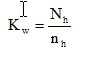 K_w = N_h / n_h